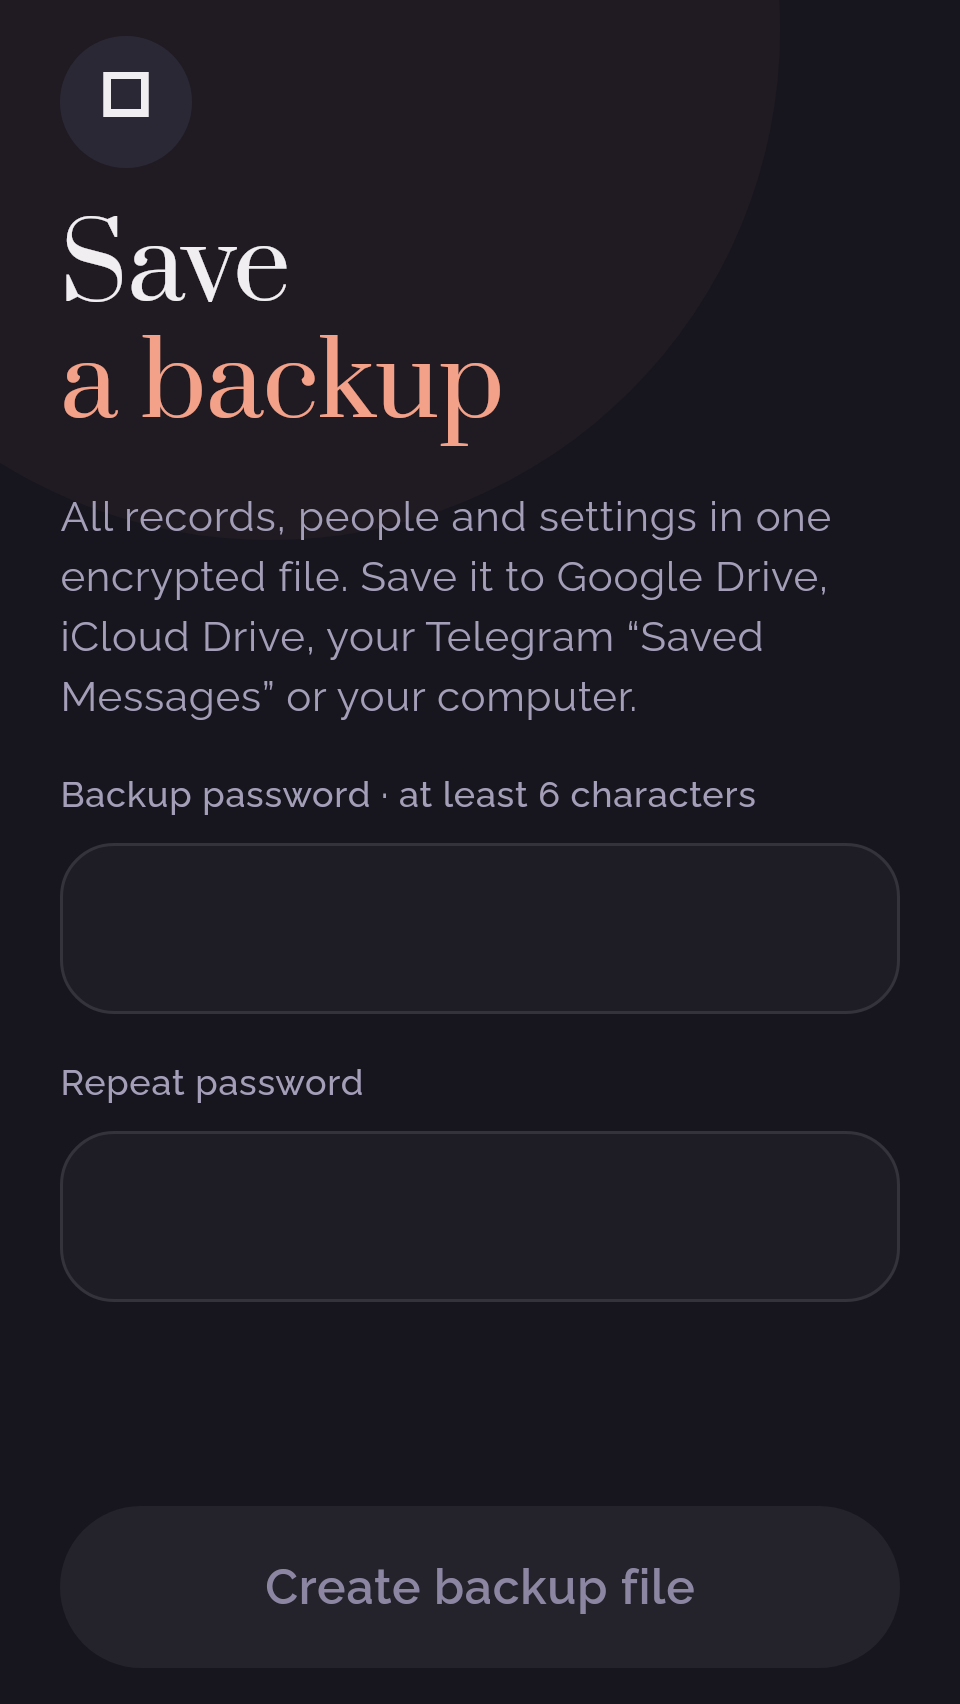 Save
a backup
All records, people and settings in one
encrypted file. Save it to Google Drive,
iCloud Drive, your Telegram “Saved
Messages” or your computer.
Backup password · at least 6 characters
Repeat password
Create backup file